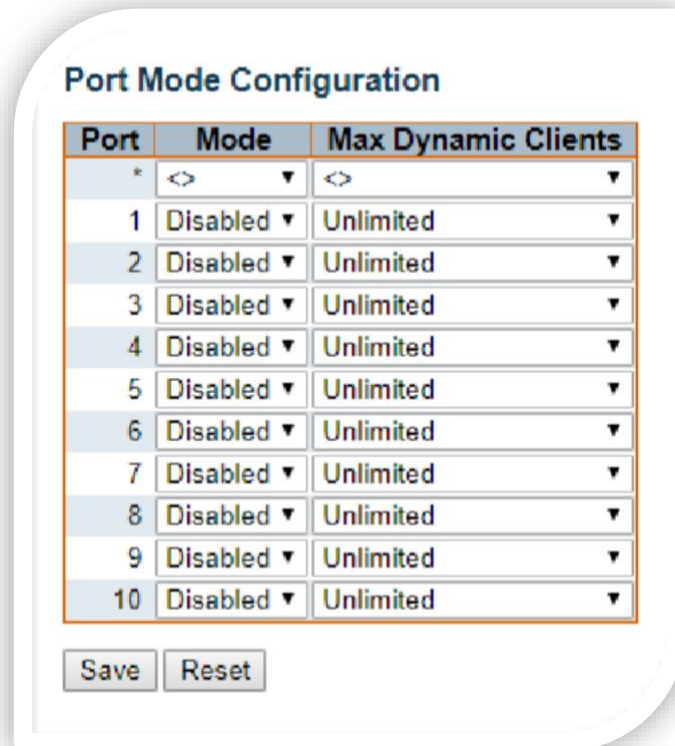 Port Mode Configuration
Port Mode Max Dynamic Clients
* <> <>
1 Disabled Unlimited
2 Disabled Unlimited
3 Disabled Unlimited
4 Disabled Unlimited
5 Disabled Unlimited
6 Disabled Unlimited
7 Disabled Unlimited
8 Disabled Unlimited
9 Disabled Unlimited
10 Disabled Unlimited
Save Reset